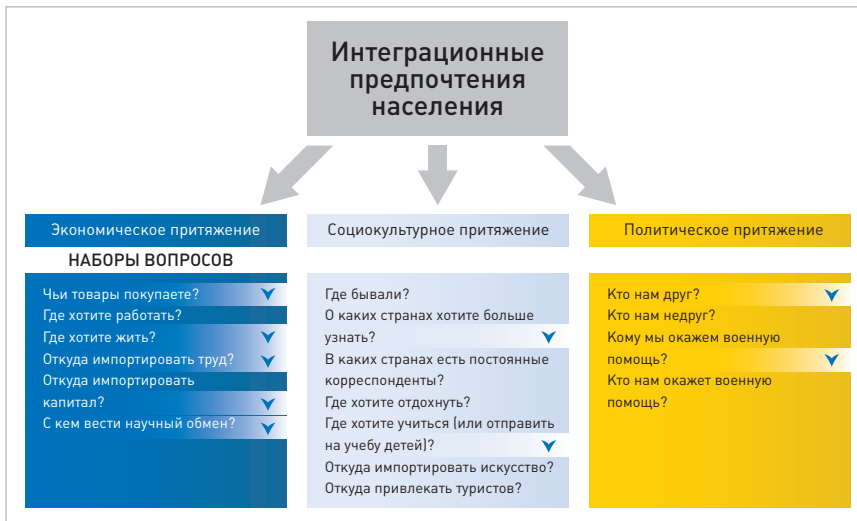 Интеграционные
предпочтения
населения
Экономическое притяжение
Социокультурное притяжение
Политическое притяжение
НАБОРЫ ВОПРОСОВ
Чьи товары покупаете?
Где хотите работать?
Где хотите жить?
Откуда импортировать труд?
Откуда импортировать
капитал?
С кем вести научный обмен?
Где бывали?
О каких странах хотите больше
узнать?
В каких странах есть постоянные
корреспонденты?
Где хотите отдохнуть?
Где хотите учиться (или отправить
на учебу детей)?
Откуда импортировать искусство?
Откуда привлекать туристов?
Кто нам друг?
Кто нам недруг?
Кому мы окажем военную
помощь?
Кто нам окажет военную
помощь?